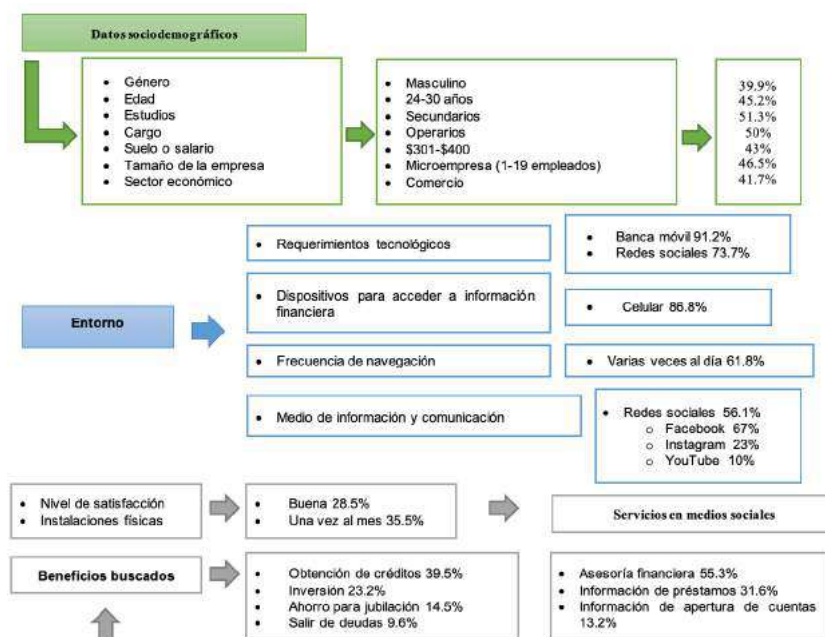 Datos sociodemográficos
• Género
• Edad
• Estudios
• Cargo
• Suelo o salario
• Tamaño de la empresa
• Sector económico
• Masculino
• 24-30 años
• Secundarios
• Operarios
• $301-$400
• Microempresa (1-19 empleados)
• Comercio
39.9%
45.2%
51.3%
50%
43%
46.5%
41.7%
Entorno
• Requerimientos tecnológicos
• Banca móvil 91.2%
• Redes sociales 73.7%
• Dispositivos para acceder a información
financiera
• Celular 86.8%
• Frecuencia de navegación
• Varias veces al día 61.8%
• Medio de información y comunicación
• Redes sociales 56.1%
o Facebook 67%
o Instagram 23%
o YouTube 10%
• Nivel de satisfacción
• Instalaciones físicas
• Buena 28.5%
• Una vez al mes 35.5%
Servicios en medios sociales
Beneficios buscados
• Obtención de créditos 39.5%
• Inversión 23.2%
• Ahorro para jubilación 14.5%
• Salir de deudas 9.6%
• Asesoría financiera 55.3%
• Información de préstamos 31.6%
• Información de apertura de cuentas
13.2%